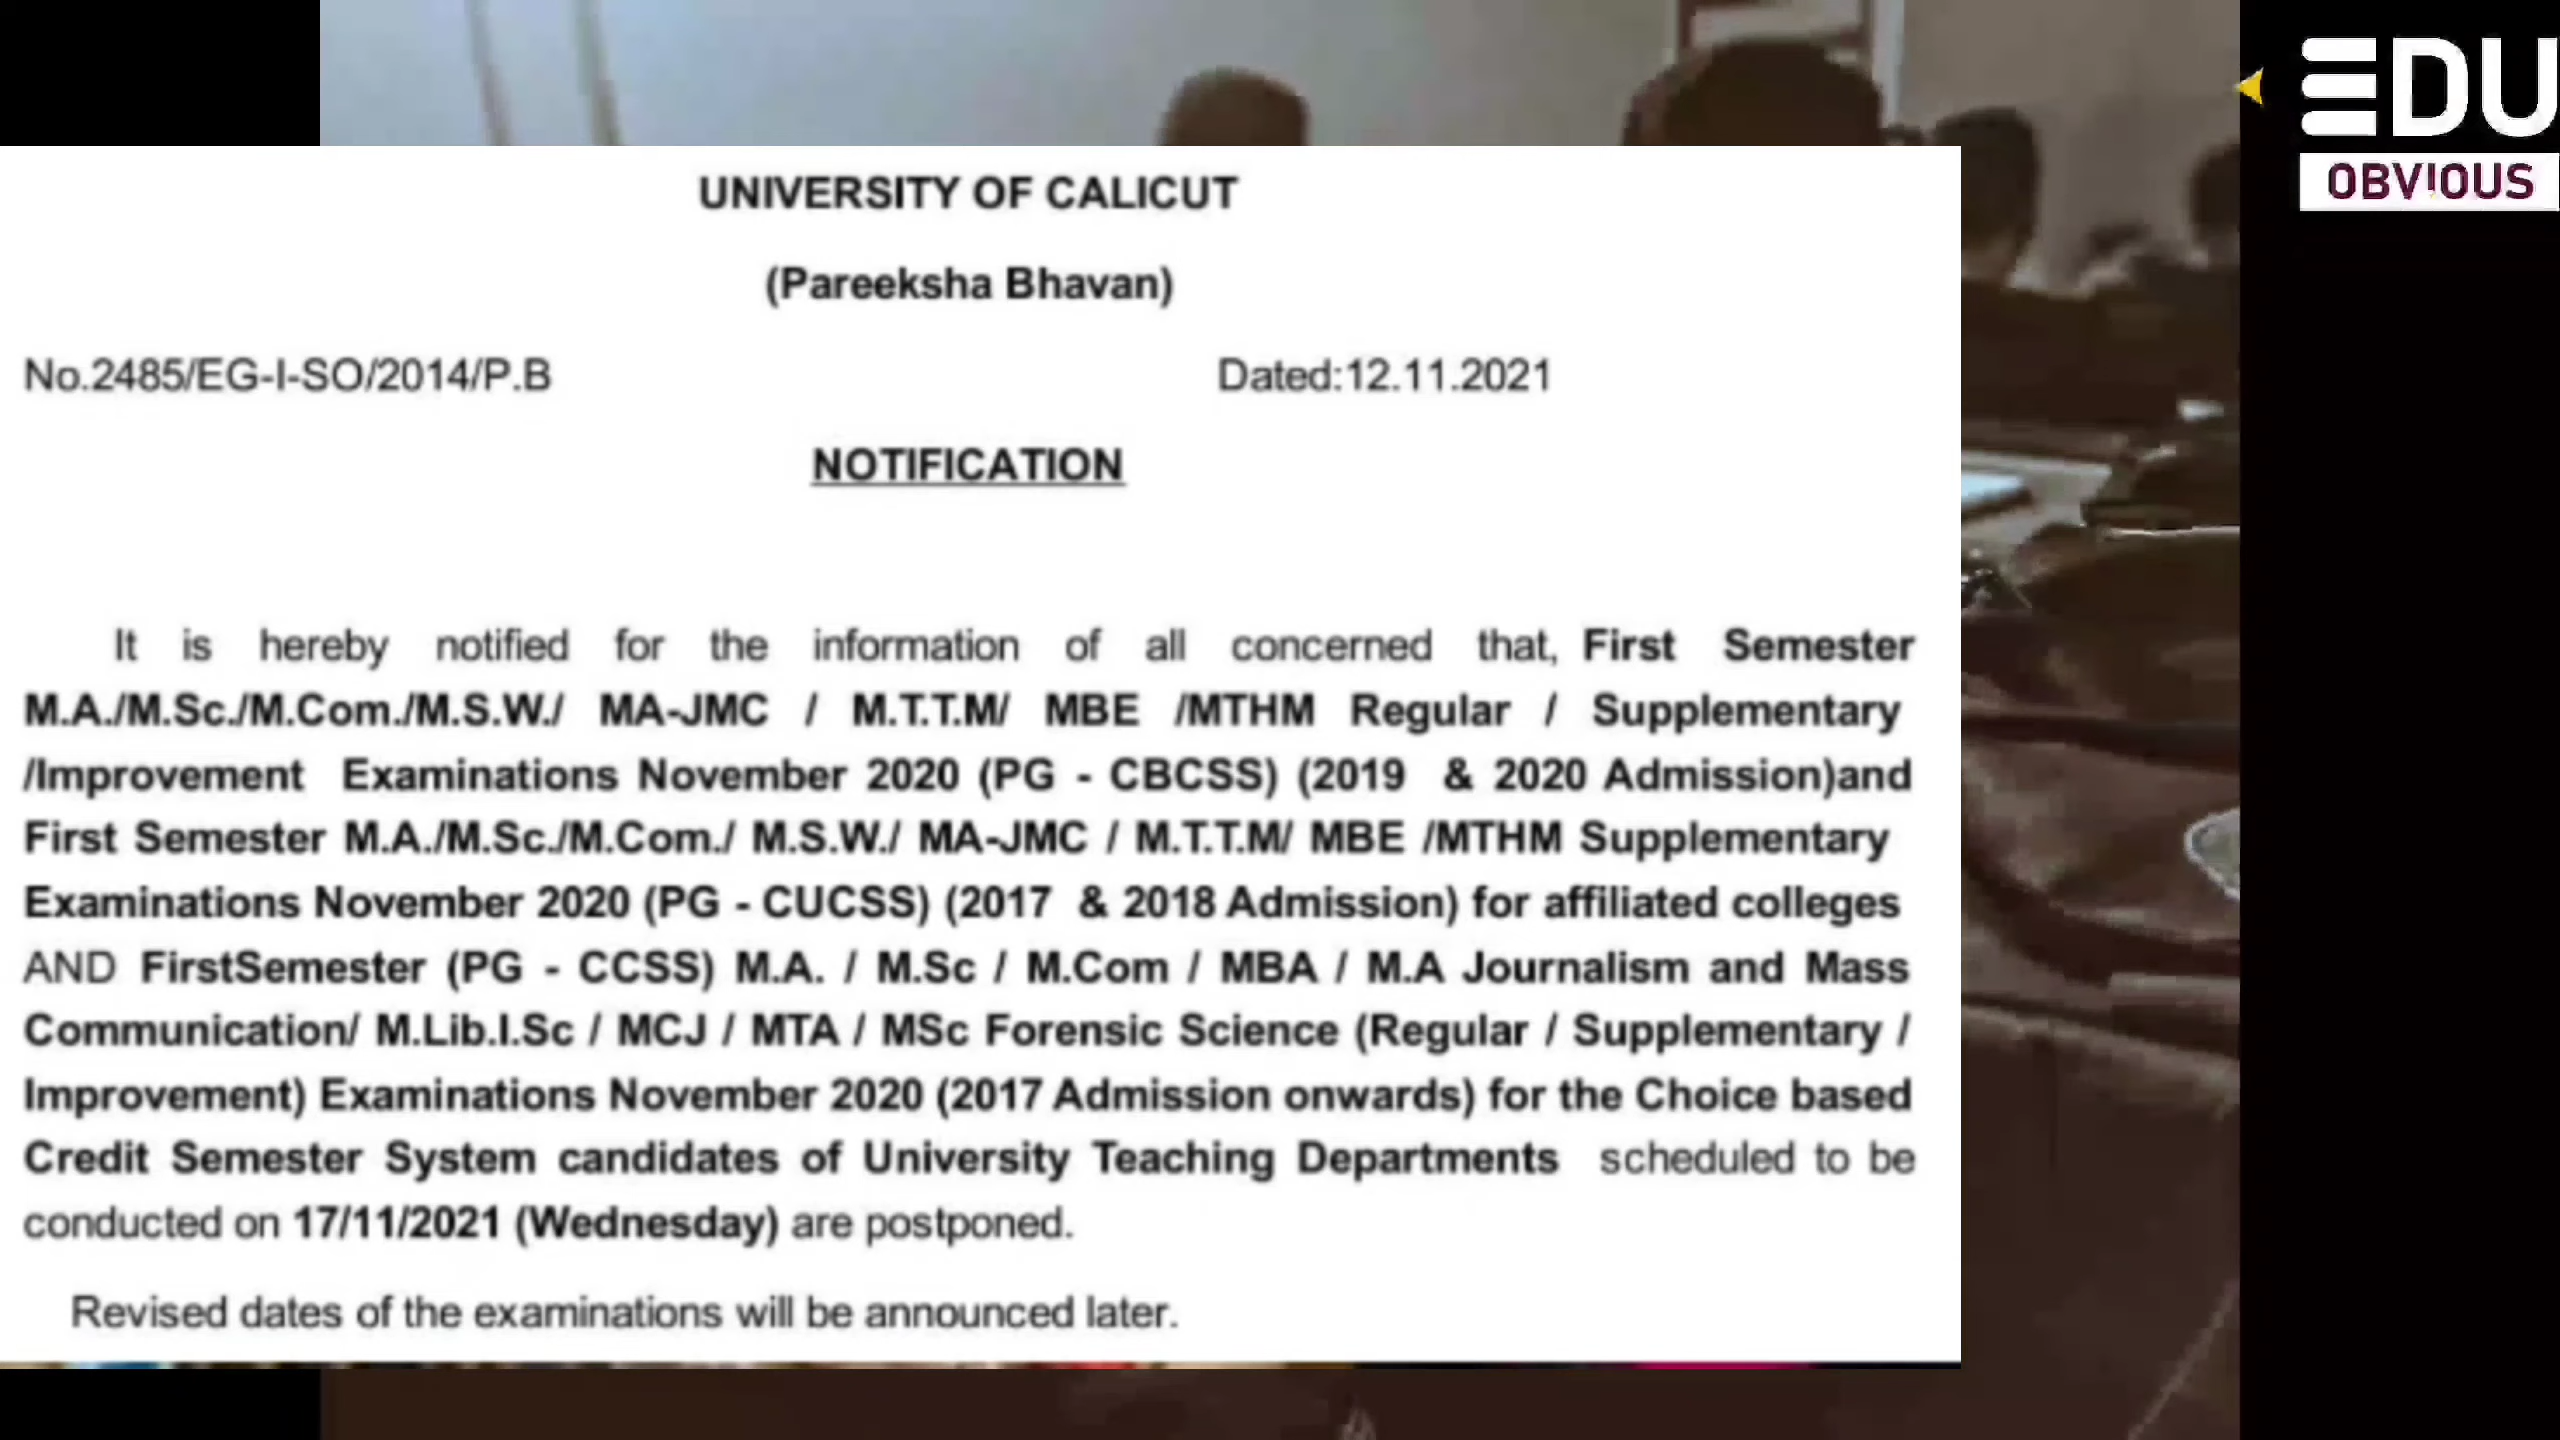 EDU
OBVIOUS
UNIVERSITY OF CALICUT
(Pareeksha Bhavan)
No.2485/EG-I-SO/2014/P.B Dated:12.11.2021
NOTIFICATION
It is hereby notified for the information of all concerned that, First Semester
M.A./M.Sc./M.Com./M.S.W./ MA-JMC / M.T.T.M/ MBE /MTHM Regular / Supplementary
/Improvement Examinations November 2020 (PG - CBCSS) (2019 & 2020 Admission)and
First Semester M.A./M.Sc./M.Com./ M.S.W./ MA-JMC / M.T.T.M/ MBE /MTHM Supplementary
Examinations November 2020 (PG - CUCSS) (2017 & 2018 Admission) for affiliated colleges
AND FirstSemester (PG - CCSS) M.A. / M.Sc / M.Com / MBA / M.A Journalism and Mass
Communication/ M.Lib.I.Sc / MCJ / MTA / MSc Forensic Science (Regular / Supplementary /
Improvement) Examinations November 2020 (2017 Admission onwards) for the Choice based
Credit Semester System candidates of University Teaching Departments scheduled to be
conducted on 17/11/2021 (Wednesday) are postponed.
Revised dates of the examinations will be announced later.